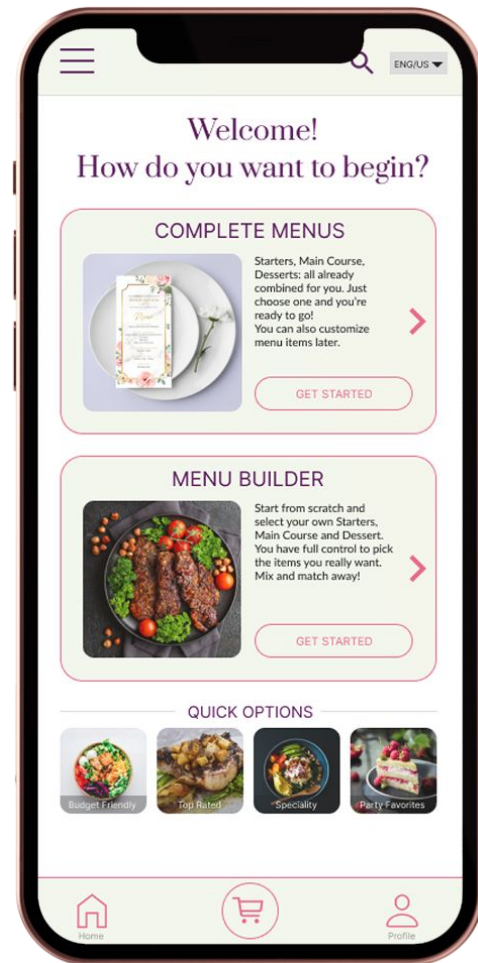 ENG/US
Welcome!
How do you want to begin?
COMPLETE MENUS
Starters, Main Course,
Desserts: all already
combined for you. Just
choose one and you're
ready to go!
You can also customize
menu items later.
GET STARTED
Menu
MENU BUILDER
Start from scratch and
select your own Starters,
Main Course and Dessert.
You have full control to pick
the items you really want.
Mix and match away!
GET STARTED
QUICK OPTIONS
Budget Friendly
Top Rated
Speciality
Party Favorites
Home
Profile